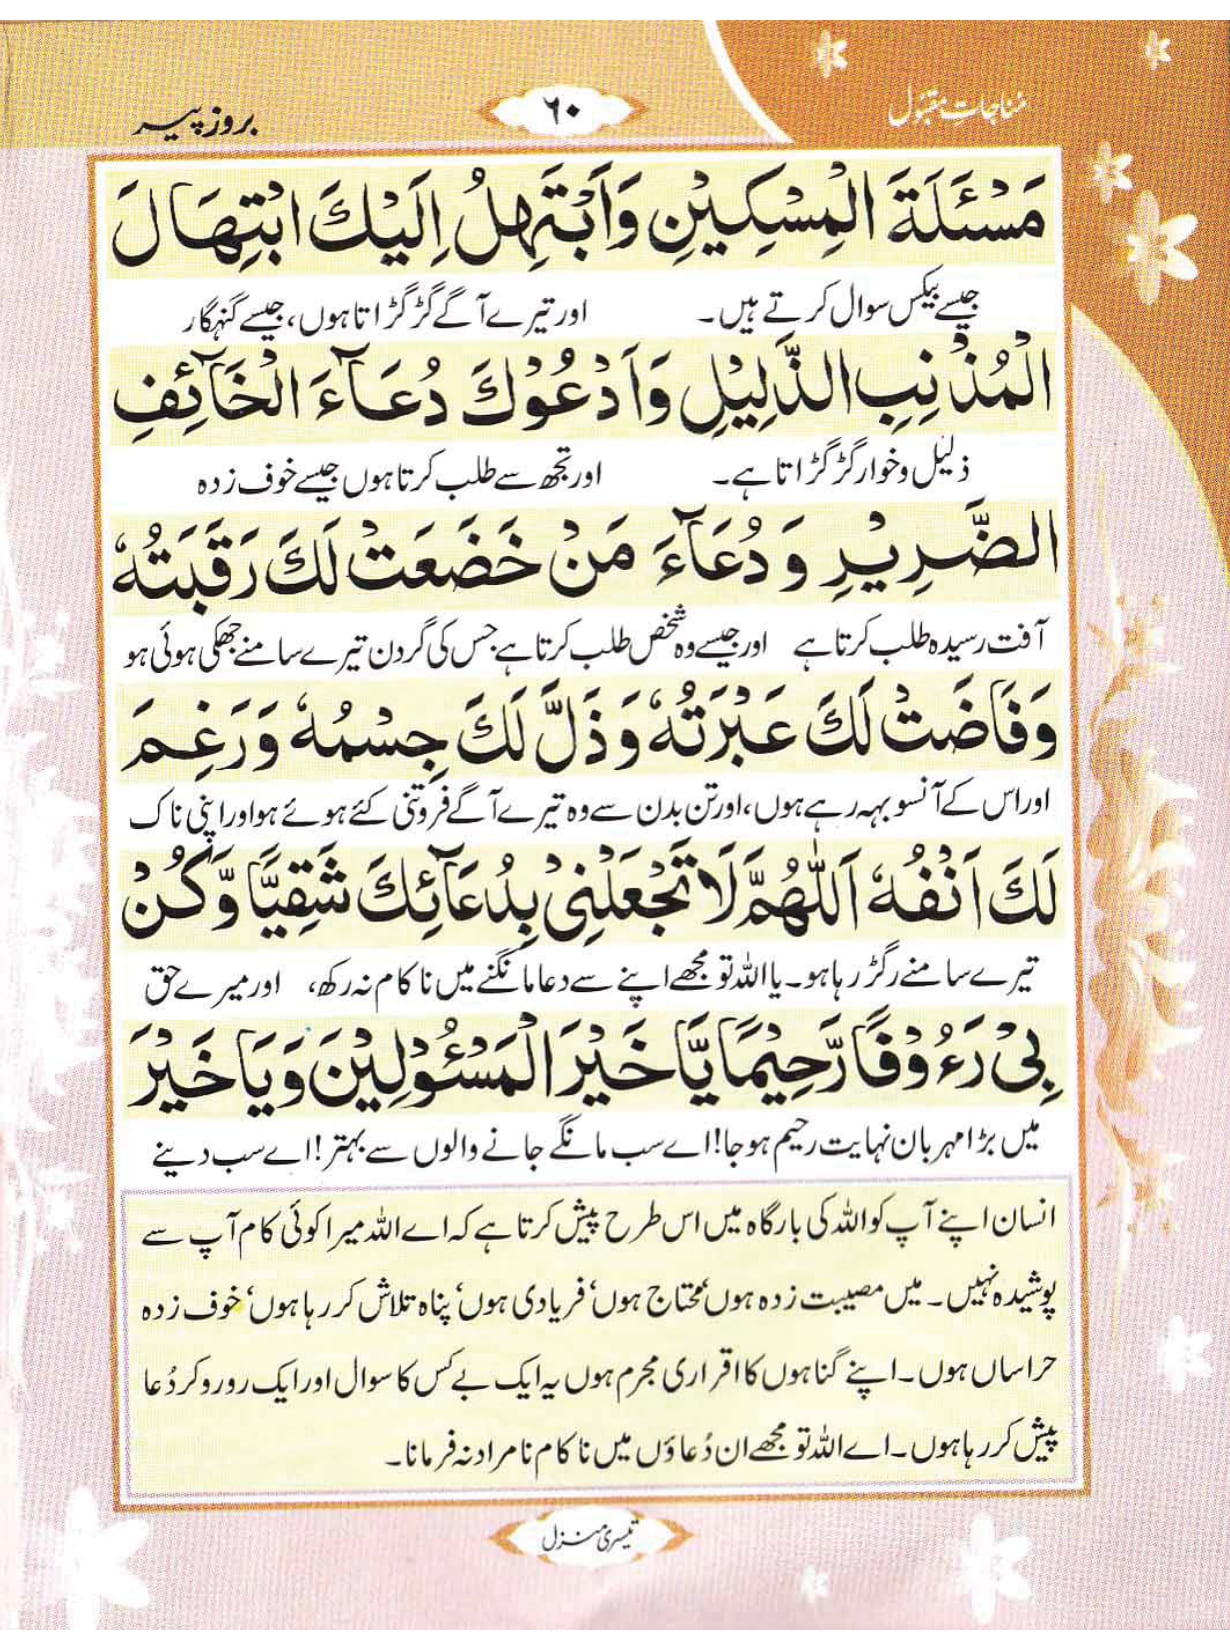 مُناجاتِ مقبُول
۶۰
بروز پیر
مَسْئَلَةَ الْمِسْكِيْنِ وَاَبْتَهِلُ اِلَيْكَ ابْتِهَالَ
جیسے بیکس سوال کرتے ہیں۔ اور تیرے آگے گڑگڑاتا ہوں، جیسے گنہگار
الْمُذْنِبِ الذَّلِيْلِ وَاَدْعُوْكَ دُعَآءَ الْخَآئِفِ
ذلیل و خوار گڑگڑاتا ہے۔ اور تجھ سے طلب کرتا ہوں جیسے خوف زدہ
الضَّرِيْرِ وَدُعَآءَ مَنْ خَضَعَتْ لَكَ رَقَبَتُهٗ
آفت رسیدہ طلب کرتا ہے اور جیسے وہ شخص طلب کرتا ہے جس کی گردن تیرے سامنے جھکی ہوئی ہو
وَفَاضَتْ لَكَ عَبْرَتُهٗ وَذَلَّ لَكَ جِسْمُهٗ وَرَغِمَ
اور اس کے آنسو بہہ رہے ہوں، اور تن بدن سے وہ تیرے آگے فروتنی کئے ہوئے ہو اور اپنی ناک
لَكَ اَنْفُهٗ اَللّٰهُمَّ لَا تَجْعَلْنِيْ بِدُعَآئِكَ شَقِيًّا وَّكُنْ
تیرے سامنے رگڑ رہا ہو۔ یا اللہ تو مجھے اپنے سے دعا مانگنے میں ناکام نہ رکھ، اور میرے حق
بِيْ رَءُوْفًا رَّحِيْمًا يَّا خَيْرَ الْمَسْئُوْلِيْنَ وَيَا خَيْرَ
میں بڑا مہربان نہایت رحیم ہو جا! اے سب مانگے جانے والوں سے بہتر! اے سب دینے
انسان اپنے آپ کو اللہ کی بارگاہ میں اس طرح پیش کرتا ہے کہ اے اللہ میرا کوئی کام آپ سے
پوشیدہ نہیں۔ میں مصیبت زدہ ہوں‘ محتاج ہوں‘ فریادی ہوں‘ پناہ تلاش کر رہا ہوں‘ خوف زدہ
حراساں ہوں۔ اپنے گناہوں کا اقراری مجرم ہوں یہ ایک بے کس کا سوال اور ایک رو رو کر دُعا
پیش کر رہا ہوں۔ اے اللہ تو مجھے ان دُعاؤں میں ناکام نامراد نہ فرمانا۔
تیسری منزل